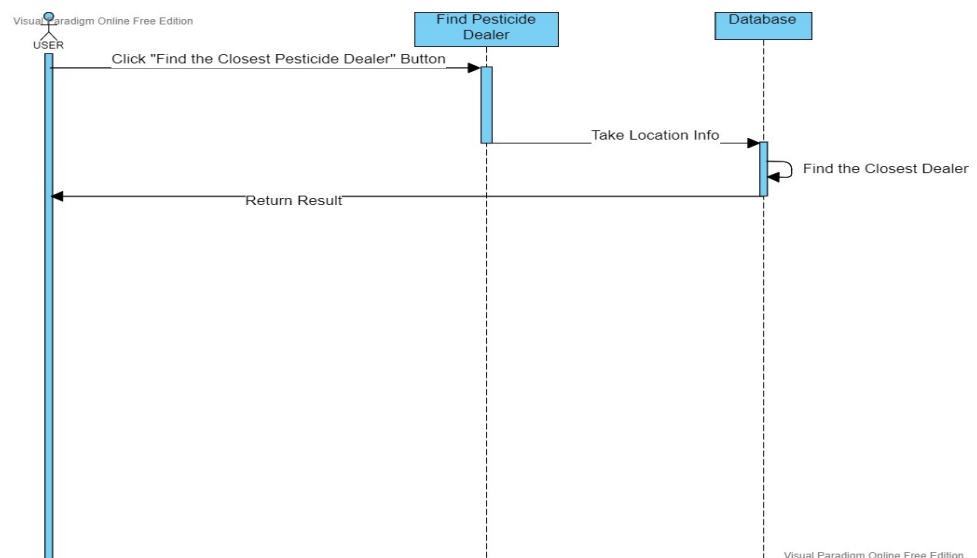 Visual Paradigm Online Free Edition
USER
Find Pesticide
Dealer
Database
Click "Find the Closest Pesticide Dealer" Button
Take Location Info
Find the Closest Dealer
Return Result
Visual Paradigm Online Free Edition